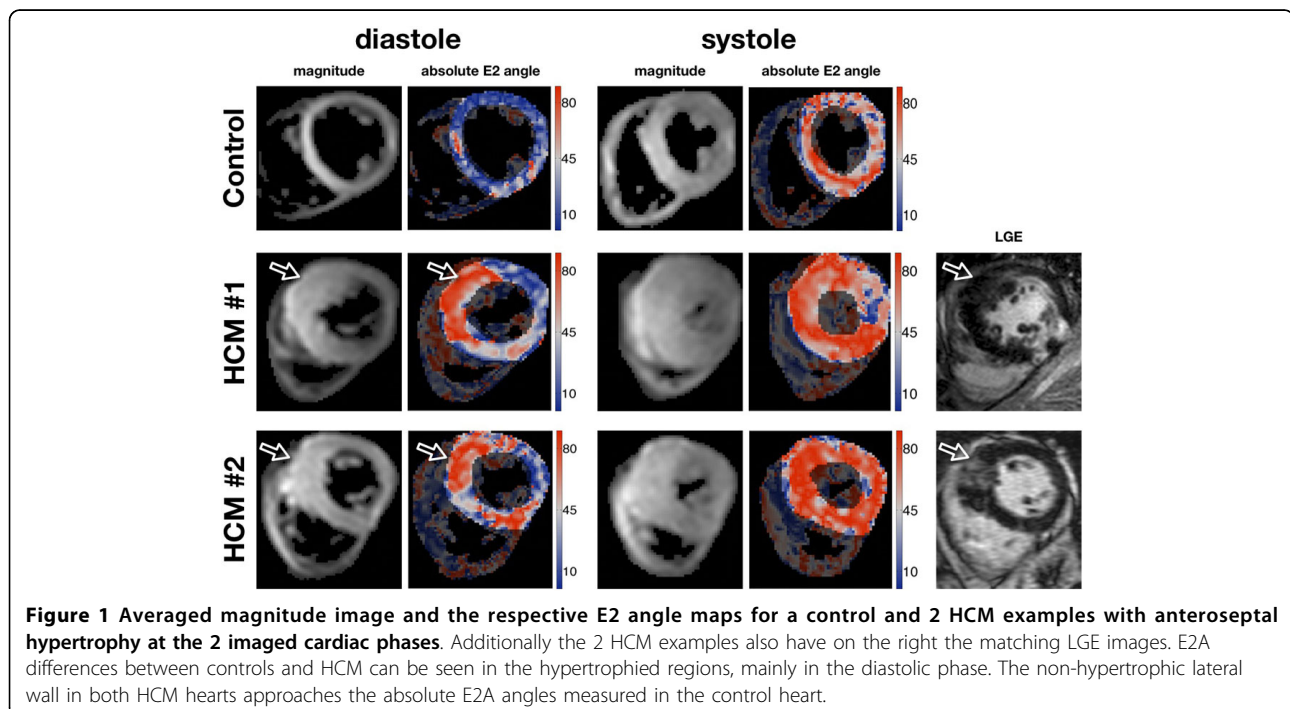 diastole systole
magnitude absolute E2 angle magnitude absolute E2 angle
Control
80
45
10
80
45
10
LGE
HCM #1
80
45
10
80
45
10
HCM #2
80
45
10
80
45
10
Figure 1 Averaged magnitude image and the respective E2 angle maps for a control and 2 HCM examples with anteroseptal
hypertrophy at the 2 imaged cardiac phases. Additionally the 2 HCM examples also have on the right the matching LGE images. E2A
differences between controls and HCM can be seen in the hypertrophied regions, mainly in the diastolic phase. The non-hypertrophic lateral
wall in both HCM hearts approaches the absolute E2A angles measured in the control heart.